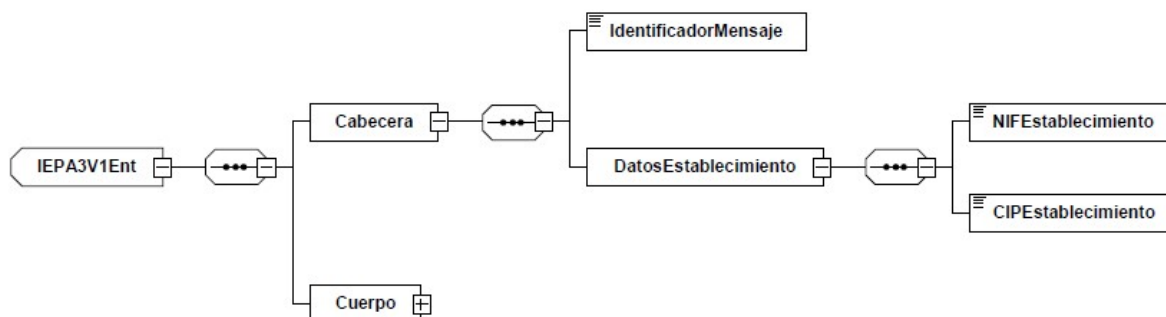 IdentificadorMensaje
Cabecera
NIFEstablecimiento
IEPA3V1Ent
DatosEstablecimiento
CIPEstablecimiento
Cuerpo